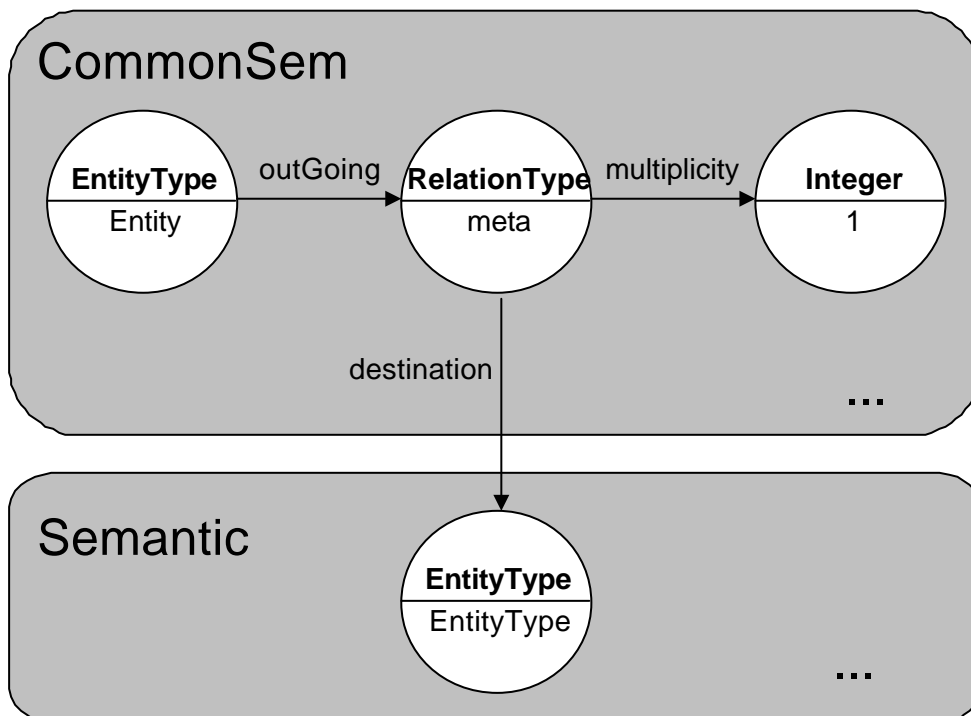 CommonSem
EntityType
Entity
outGoing
RelationType
meta
multiplicity
Integer
1
destination
...
Semantic
EntityType
EntityType
...